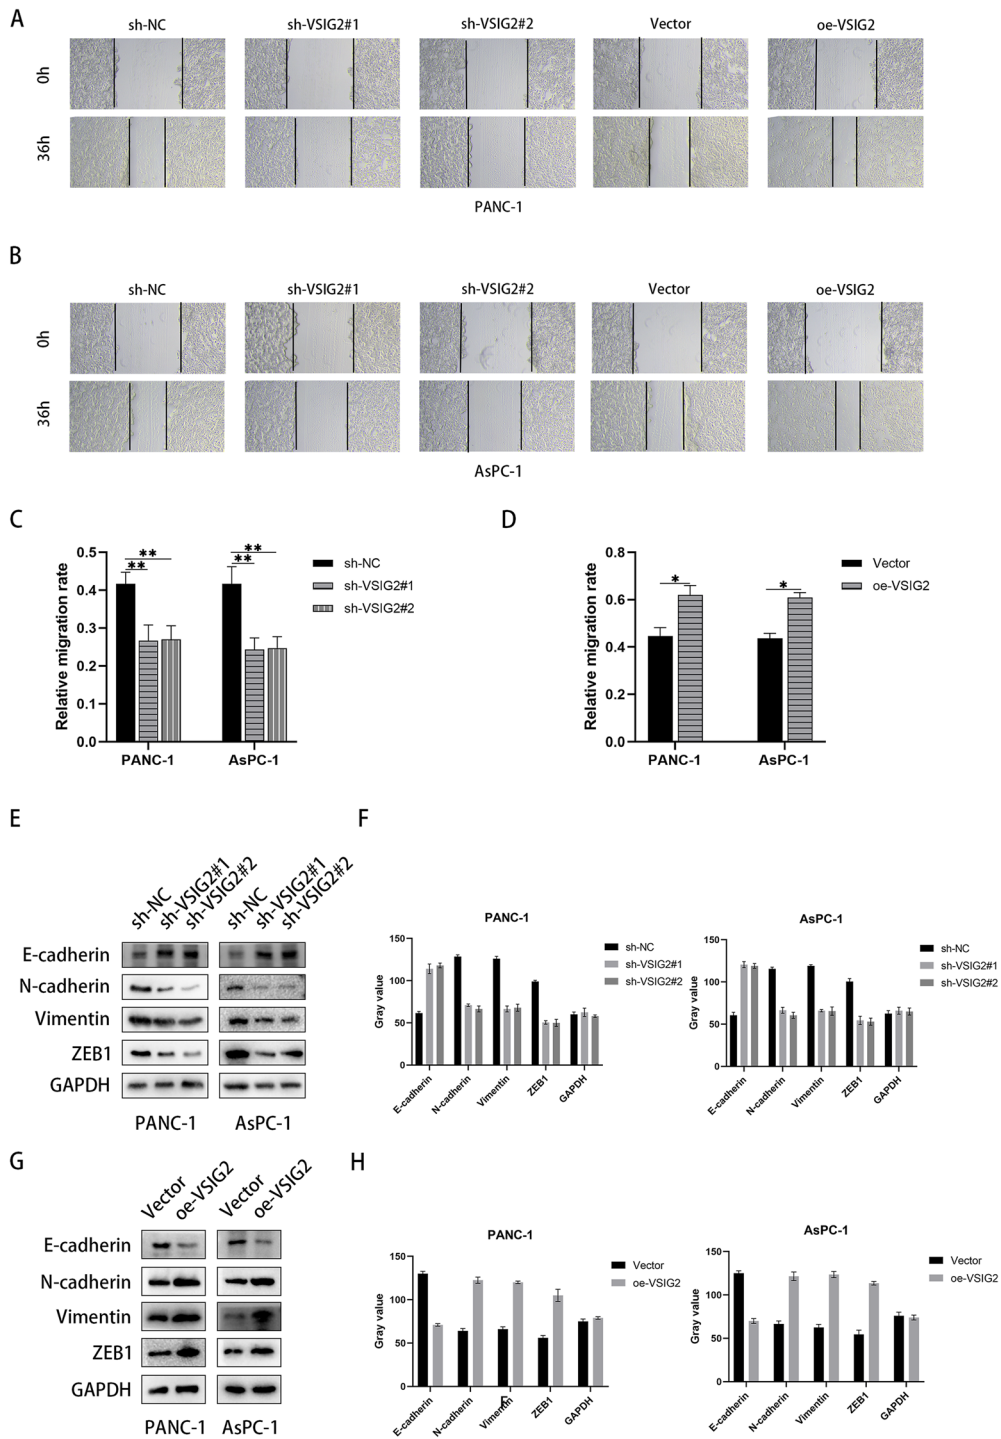 A
sh-NC sh-VSIG2#1 sh-VSIG2#2 Vector oe-VSIG2
0h
36h
PANC-1
B
sh-NC sh-VSIG2#1 sh-VSIG2#2 Vector oe-VSIG2
0h
36h
AsPC-1
C
Relative migration rate
0.5
0.4
0.3
0.2
0.1
0.0
** **
** **
PANC-1 AsPC-1
sh-NC
sh-VSIG2#1
sh-VSIG2#2
D
Relative migration rate
0.8
0.6
0.4
0.2
0.0
* *
PANC-1 AsPC-1
Vector
oe-VSIG2
E
sh-NC sh-VSIG2#1 sh-VSIG2#2 sh-NC sh-VSIG2#1 sh-VSIG2#2
E-cadherin
N-cadherin
Vimentin
ZEB1
GAPDH
PANC-1 AsPC-1
F
PANC-1
Gray value
150
100
50
0
E-cadherin N-cadherin Vimentin ZEB1 GAPDH
sh-NC
sh-VSIG2#1
sh-VSIG2#2
AsPC-1
Gray value
150
100
50
0
E-cadherin N-cadherin Vimentin ZEB1 GAPDH
sh-NC
sh-VSIG2#1
sh-VSIG2#2
G
Vector oe-VSIG2 Vector oe-VSIG2
E-cadherin
N-cadherin
Vimentin
ZEB1
GAPDH
PANC-1 AsPC-1
H
PANC-1
Gray value
150
100
50
0
E-cadherin N-cadherin Vimentin ZEB1 GAPDH
E
Vector
oe-VSIG2
AsPC-1
Gray value
150
100
50
0
E-cadherin N-cadherin Vimentin ZEB1 GAPDH
Vector
oe-VSIG2